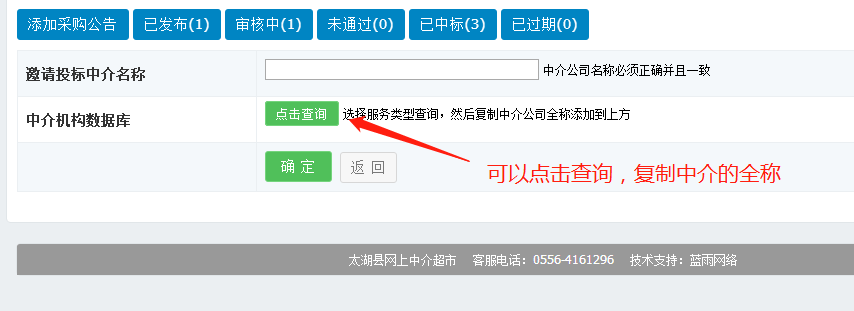 添加采购公告 已发布(1) 审核中(1) 未通过(0) 已中标(3) 已过期(0)
邀请投标中介名称 中介公司名称必须正确并且一致
中介机构数据库 点击查询 选择服务类型查询，然后复制中介公司全称添加到上方
确 定 返 回
可以点击查询，复制中介的全称
太湖县网上中介超市 客服电话：0556-4161296 技术支持：蓝雨网络